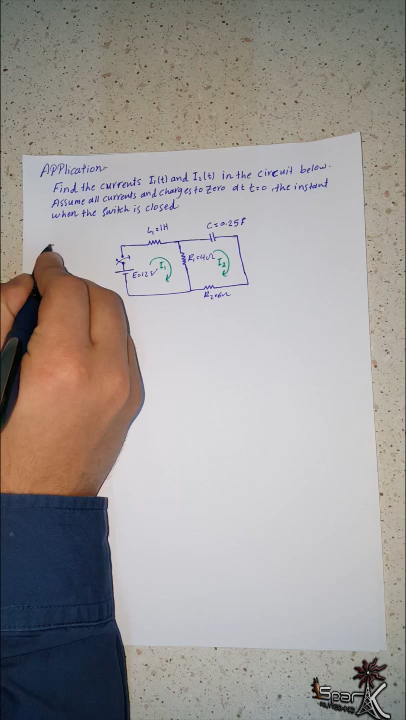 APPlication-
Find the currents I₁(t) and I₂(t) in the circuit below.
Assume all currents and charges to Zero at t=0, the instant
when the switch is closed.
L₁=1H
C=0.25F
E=12V
I₁
R₁=4Ω
I₂
R₂=6Ω
Spark